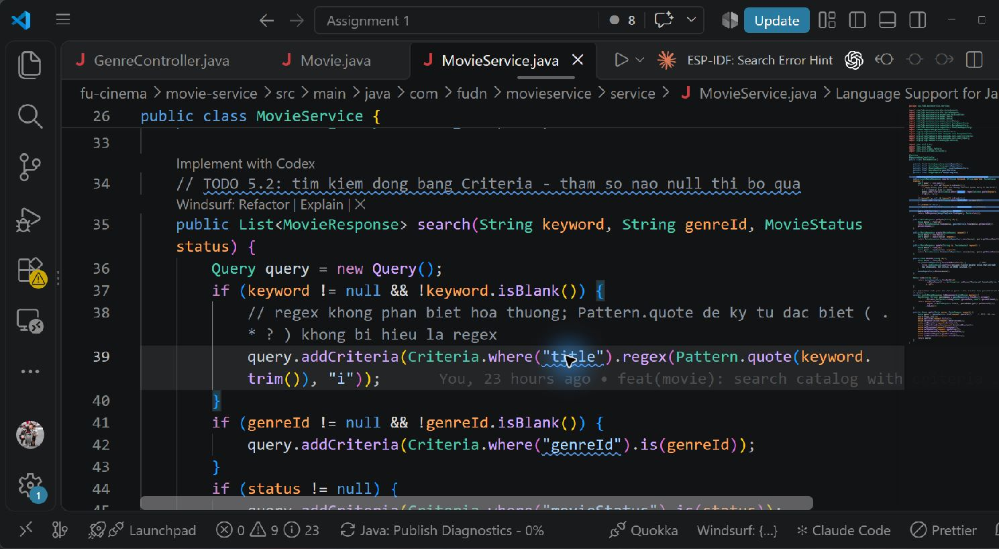 Assignment 1
8
Update
GenreController.java
Movie.java
MovieService.java
ESP-IDF: Search Error Hint
fu-cinema > movie-service > src > main > java > com > fudn > movieservice > service > MovieService.java > Language Support for Ja
26 public class MovieService {
33
Implement with Codex
34 // TODO 5.2: tim kiem dong bang Criteria - tham so nao null thi bo qua
Windsurf: Refactor | Explain | X
35 public List<MovieResponse> search(String keyword, String genreId, MovieStatus
status) {
36 Query query = new Query();
37 if (keyword != null && !keyword.isBlank()) {
38 // regex khong phan biet hoa thuong; Pattern.quote de ky tu dac biet ( .
* ? ) khong bi hieu la regex
39 query.addCriteria(Criteria.where("title").regex(Pattern.quote(keyword.
trim()), "i")); You, 23 hours ago • feat(movie): search catalog with criteria
40 }
41 if (genreId != null && !genreId.isBlank()) {
42 query.addCriteria(Criteria.where("genreId").is(genreId));
43 }
44 if (status != null) {
45 query.addCriteria(Criteria.where("movieStatus").is(status));
1
Launchpad
0 9 23
Java: Publish Diagnostics - 0%
Quokka
Windsurf: {...}
Claude Code
Prettier